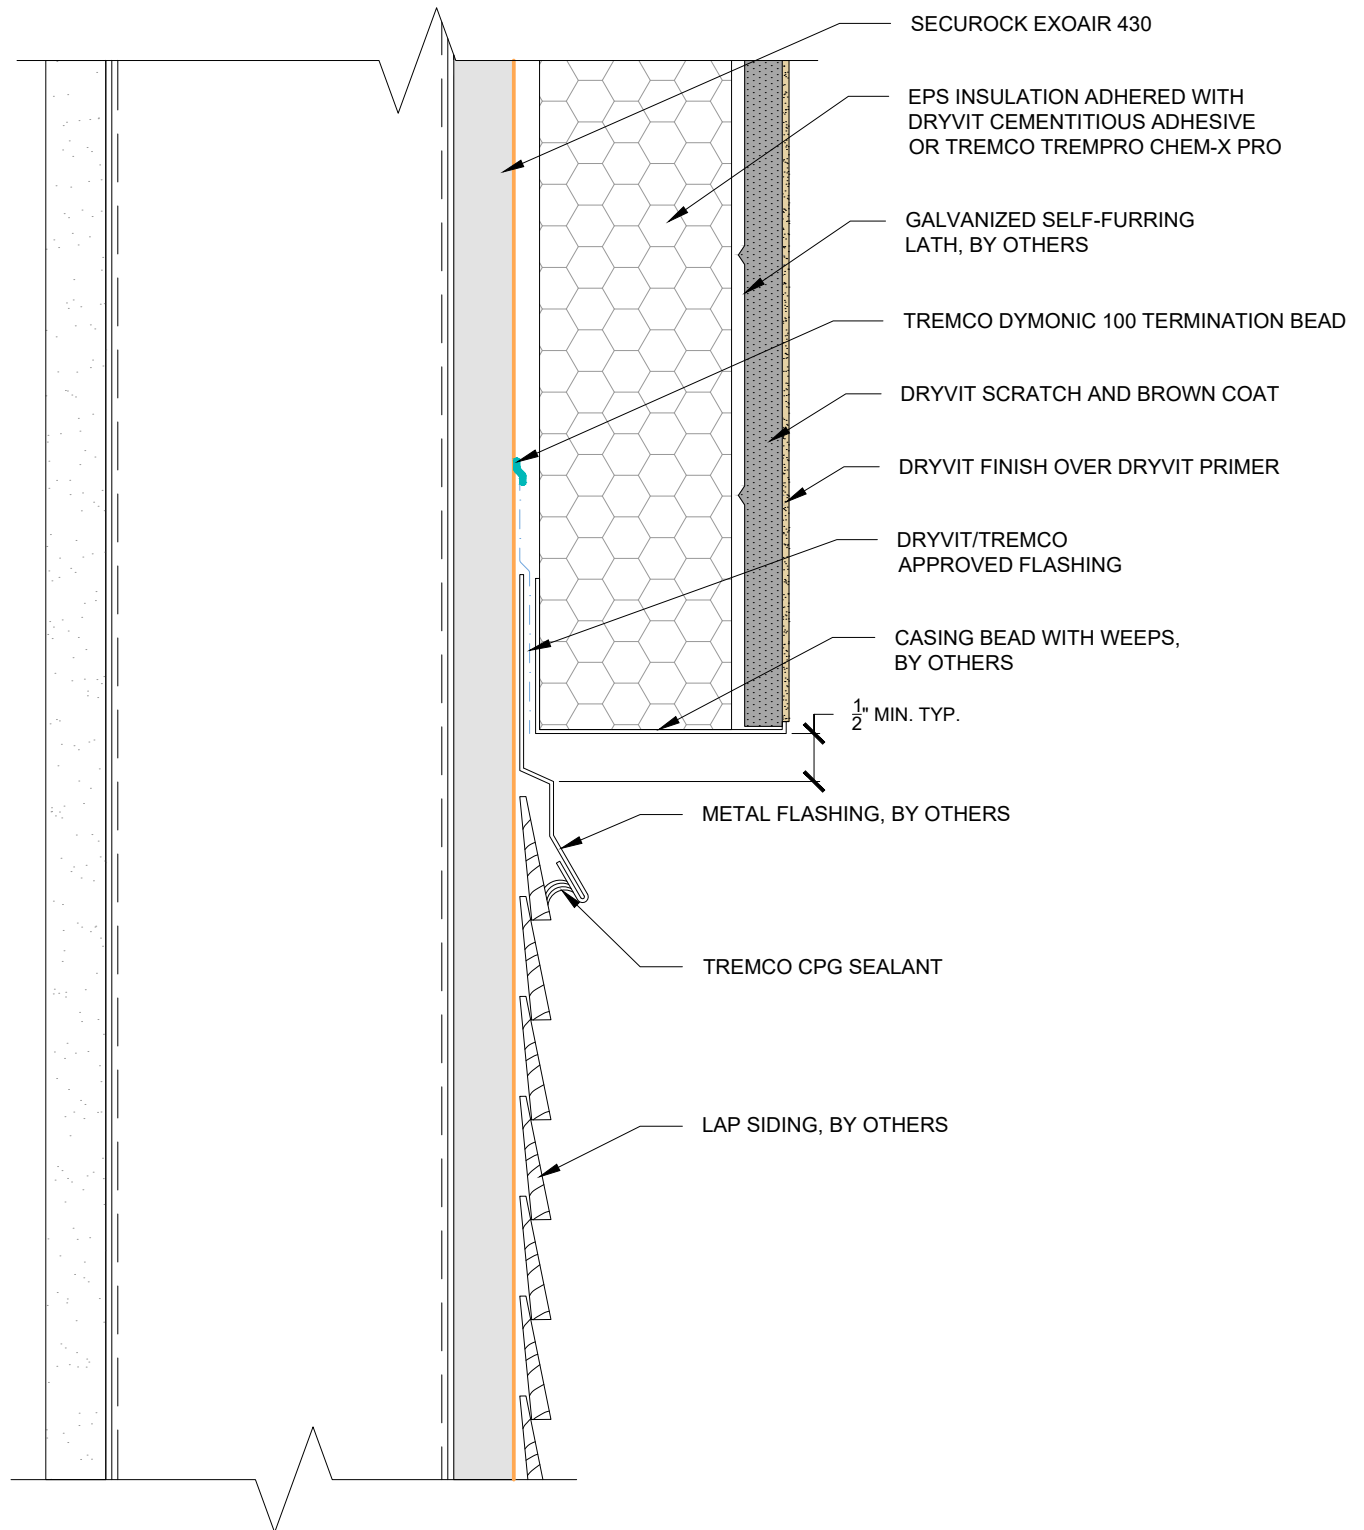 SECUROCK EXOAIR 430
EPS INSULATION ADHERED WITH
DRYVIT CEMENTITIOUS ADHESIVE
OR TREMCO TREMPRO CHEM-X PRO
GALVANIZED SELF-FURRING
LATH, BY OTHERS
TREMCO DYMONIC 100 TERMINATION BEAD
DRYVIT SCRATCH AND BROWN COAT
DRYVIT FINISH OVER DRYVIT PRIMER
DRYVIT/TREMCO
APPROVED FLASHING
CASING BEAD WITH WEEPS,
BY OTHERS
1/2" MIN. TYP.
METAL FLASHING, BY OTHERS
TREMCO CPG SEALANT
LAP SIDING, BY OTHERS